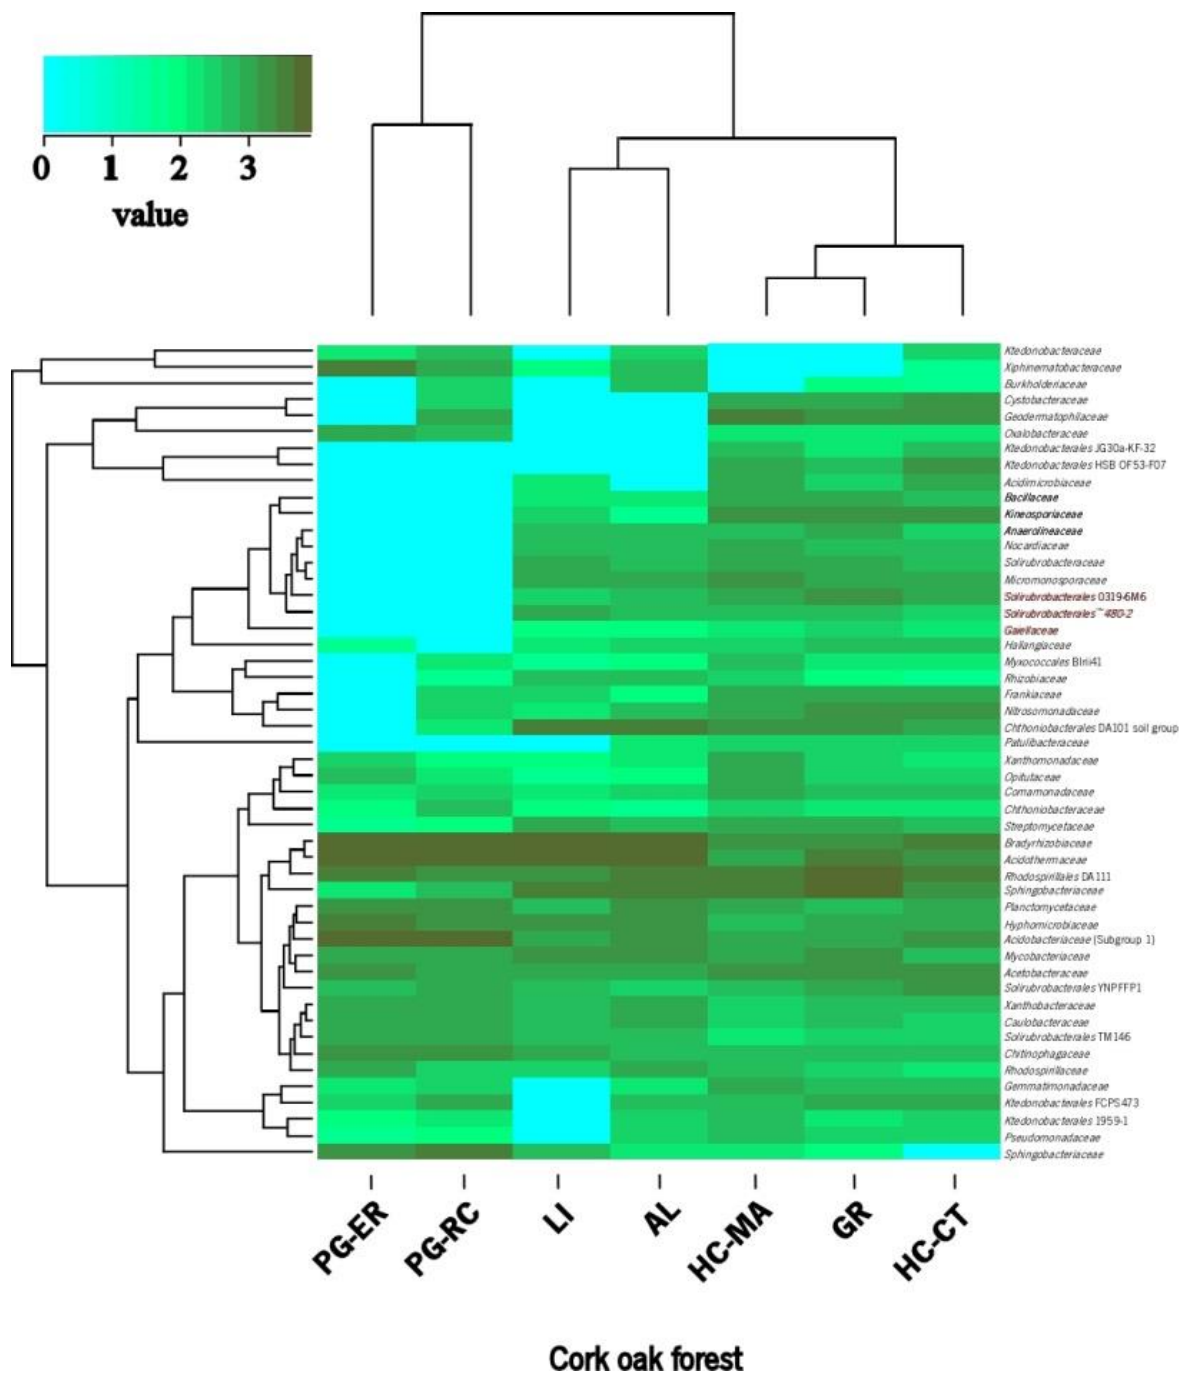 0 1 2 3
value
Ktedonobacteraceae
Xiphinematobacteraceae
Burkholderiaceae
Cystobacteraceae
Geodermatophilaceae
Oxalobacteraceae
Ktedonobacterales JG30a-KF-32
Ktedonobacterales HSB OF53-F07
Acidimicrobiaceae
Bacillaceae
Kineosporiaceae
Anaerolineaceae
Nocardiaceae
Solirubrobacteraceae
Micromonosporaceae
Solirubrobacterales 0319-6M6
Solirubrobacterales~480-2
Gaiellaceae
Haliangiaceae
Myxococcales Blrii41
Rhizobiaceae
Frankiaceae
Nitrosomonadaceae
Chthoniobacterales DA101 soil group
Patulibacteraceae
Xanthomonadaceae
Opitutaceae
Comamonadaceae
Chthoniobacteraceae
Streptomycetaceae
Bradyrhizobiaceae
Acidothermaceae
Rhodospirillales DA111
Sphingobacteriaceae
Planctomycetaceae
Hyphomicrobiaceae
Acidobacteriaceae (Subgroup 1)
Mycobacteriaceae
Acetobacteraceae
Solirubrobacterales YNPFFP1
Xanthobacteraceae
Caulobacteraceae
Solirubrobacterales TM146
Chitinophagaceae
Rhodospirillaceae
Gemmatimonadaceae
Ktedonobacterales FCPS473
Ktedonobacterales 1959-1
Pseudomonadaceae
Sphingobacteriaceae
PG-ER PG-RC LI AL HC-MA GR HC-CT
Cork oak forest